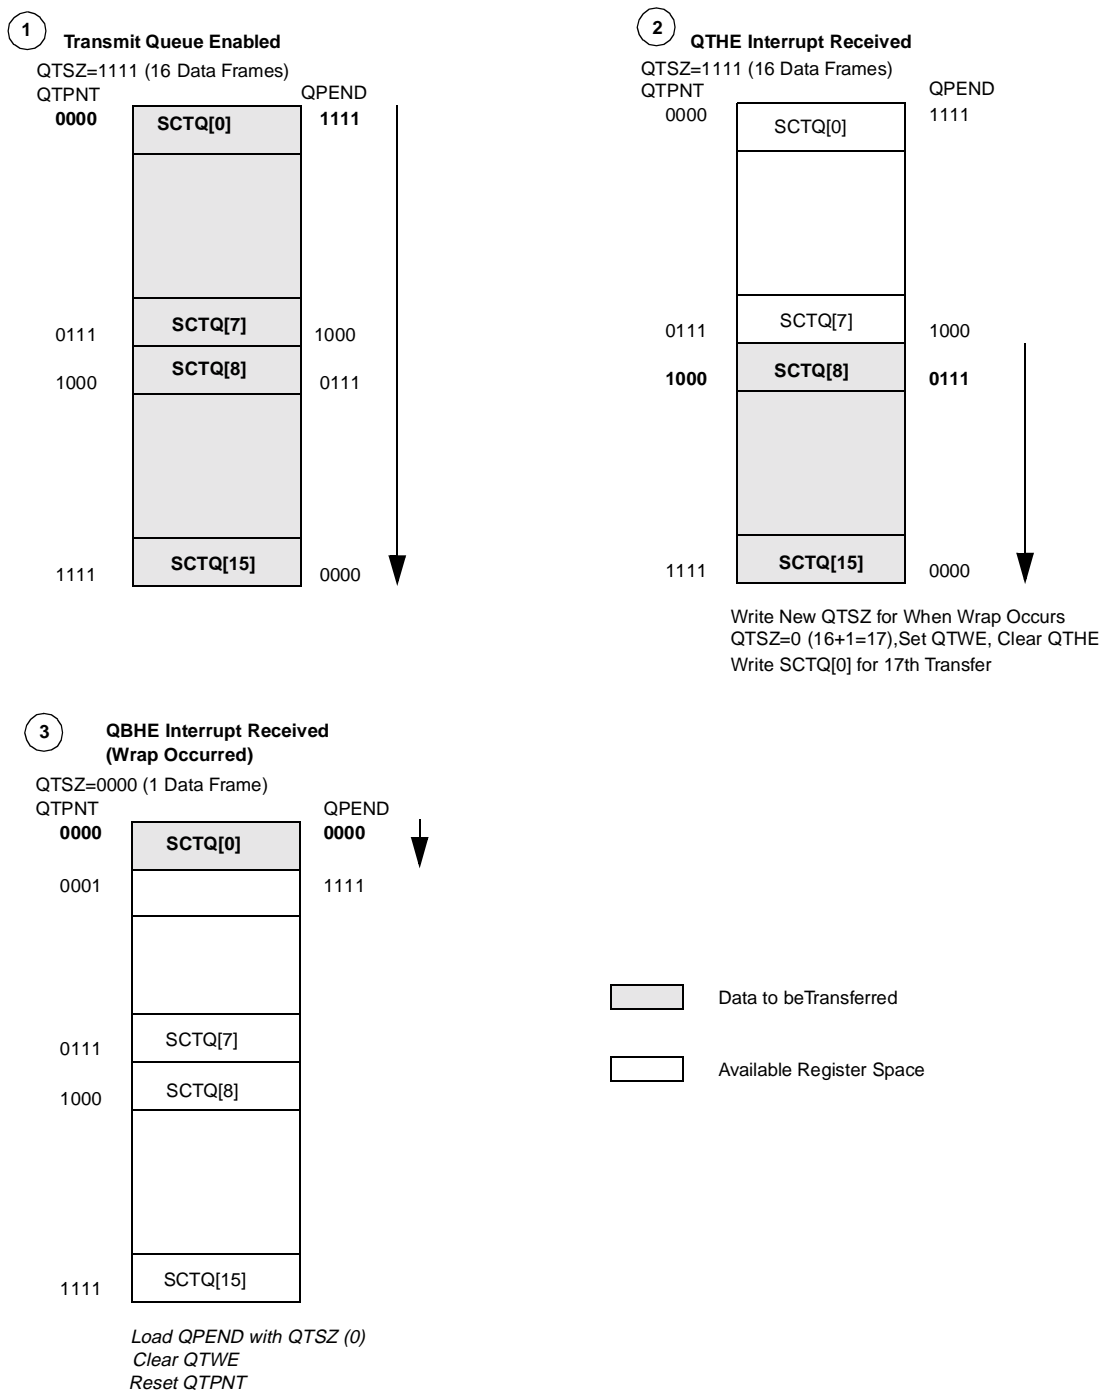 1
Transmit Queue Enabled
QTSZ=1111 (16 Data Frames)
QTPNT QPEND
0000 SCTQ[0] 1111
0111 SCTQ[7] 1000
1000 SCTQ[8] 0111
1111 SCTQ[15] 0000
2
QTHE Interrupt Received
QTSZ=1111 (16 Data Frames)
QTPNT QPEND
0000 SCTQ[0] 1111
0111 SCTQ[7] 1000
1000 SCTQ[8] 0111
1111 SCTQ[15] 0000
Write New QTSZ for When Wrap Occurs
QTSZ=0 (16+1=17),Set QTWE, Clear QTHE
Write SCTQ[0] for 17th Transfer
3
QBHE Interrupt Received
(Wrap Occurred)
QTSZ=0000 (1 Data Frame)
QTPNT QPEND
0000 SCTQ[0] 0000
0001 1111
0111 SCTQ[7]
1000 SCTQ[8]
1111 SCTQ[15]
Load QPEND with QTSZ (0)
Clear QTWE
Reset QTPNT
Data to beTransferred
Available Register Space